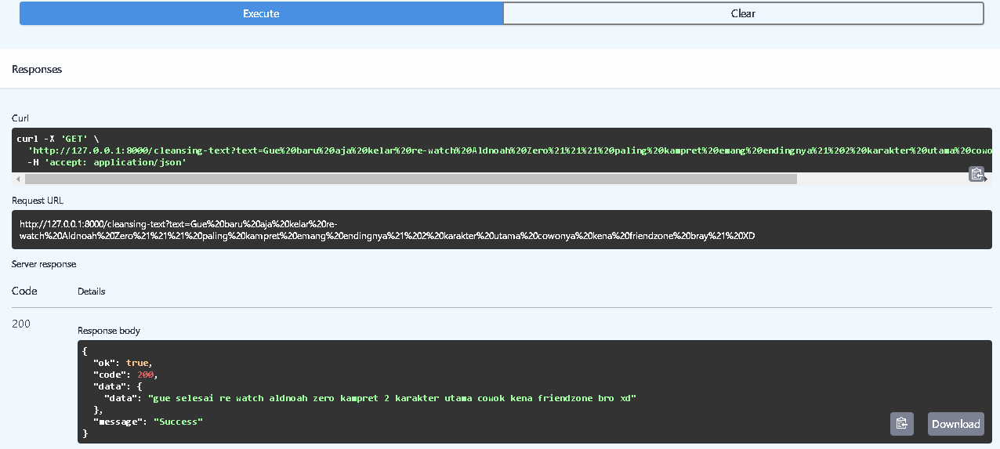 Execute
Clear
Responses
Curl
curl -X 'GET' \
'http://127.0.0.1:8000/cleansing-text?text=Gue%20baru%20aja%20kelar%20re-watch%20Aldnoah%20Zero%21%21%21%20paling%20kampret%20emang%20endingnya%21%202%20karakter%20utama%20cowo
-H 'accept: application/json'
Request URL
http://127.0.0.1:8000/cleansing-text?text=Gue%20baru%20aja%20kelar%20re-
watch%20Aldnoah%20Zero%21%21%21%20paling%20kampret%20emang%20endingnya%21%202%20karakter%20utama%20cowonya%20kena%20friendzone%20bray%21%20XD
Server response
Code
Details
200
Response body
{
"ok": true,
"code": 200,
"data": {
"data": "gue selesai re watch aldnoah zero kampret 2 karakter utama cowok kena friendzone bro xd"
},
"message": "Success"
}
Download